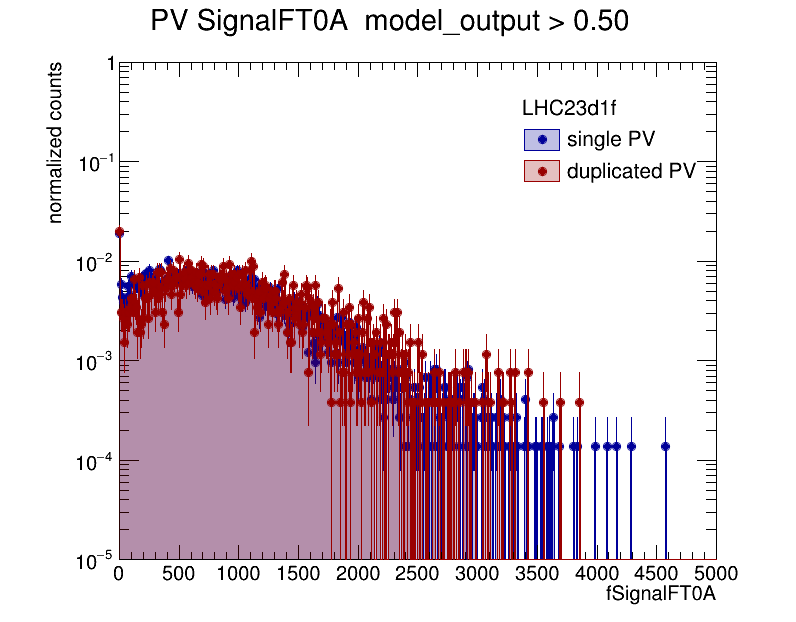 PV SignalFT0A  model_output > 0.50
normalized counts
LHC23d1f
single PV
duplicated PV
1
10⁻¹
10⁻²
10⁻³
10⁻⁴
10⁻⁵
0 500 1000 1500 2000 2500 3000 3500 4000 4500 5000
fSignalFT0A